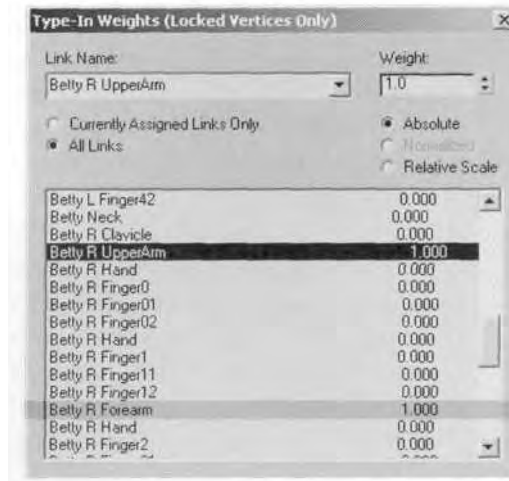 Type-In Weights (Locked Vertices Only)
Link Name:
Weight:
Betty R UpperArm
1.0
Currently Assigned Links Only
Absolute
All Links
Normalized
Relative Scale
Betty L Finger42 0.000
Betty Neck 0.000
Betty R Clavicle 0.000
Betty R UpperArm 1.000
Betty R Hand 0.000
Betty R Finger0 0.000
Betty R Finger01 0.000
Betty R Finger02 0.000
Betty R Hand 0.000
Betty R Finger1 0.000
Betty R Finger11 0.000
Betty R Finger12 0.000
Betty R Forearm 1.000
Betty R Hand 0.000
Betty R Finger2 0.000